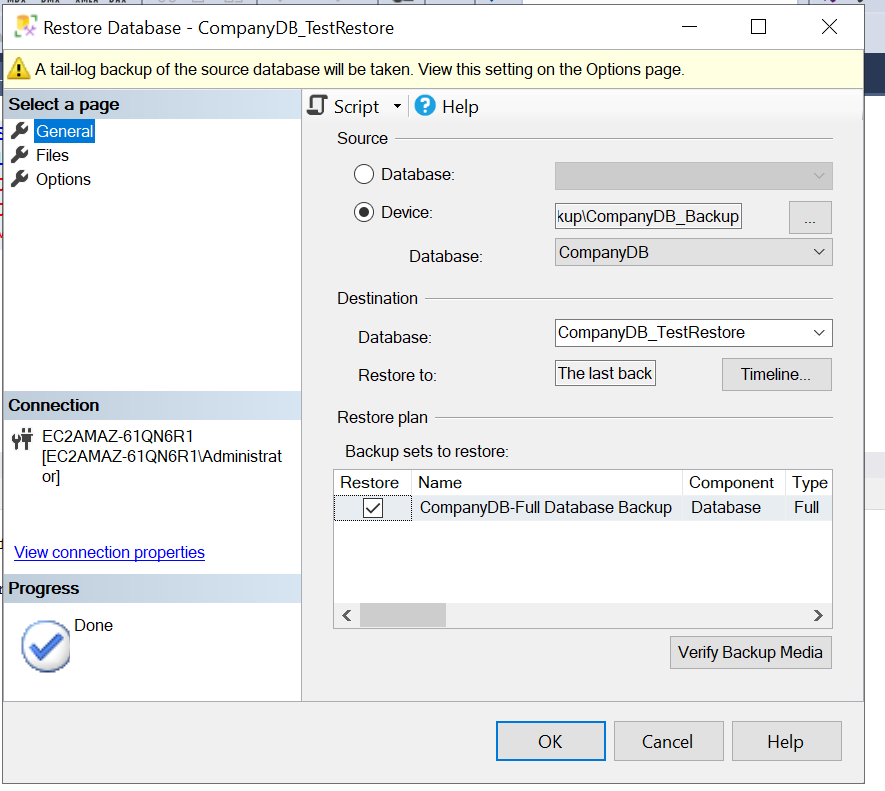 Restore Database - CompanyDB_TestRestore
A tail-log backup of the source database will be taken. View this setting on the Options page.
Select a page
General
Files
Options
Script
Help
Source
Database:
Device:
kup\CompanyDB_Backup
...
Database:
CompanyDB
Destination
Database:
CompanyDB_TestRestore
Restore to:
The last back
Timeline...
Restore plan
Backup sets to restore:
Restore Name Component Type
CompanyDB-Full Database Backup Database Full
Verify Backup Media
Connection
EC2AMAZ-61QN6R1
[EC2AMAZ-61QN6R1\Administrat
or]
View connection properties
Progress
Done
OK
Cancel
Help